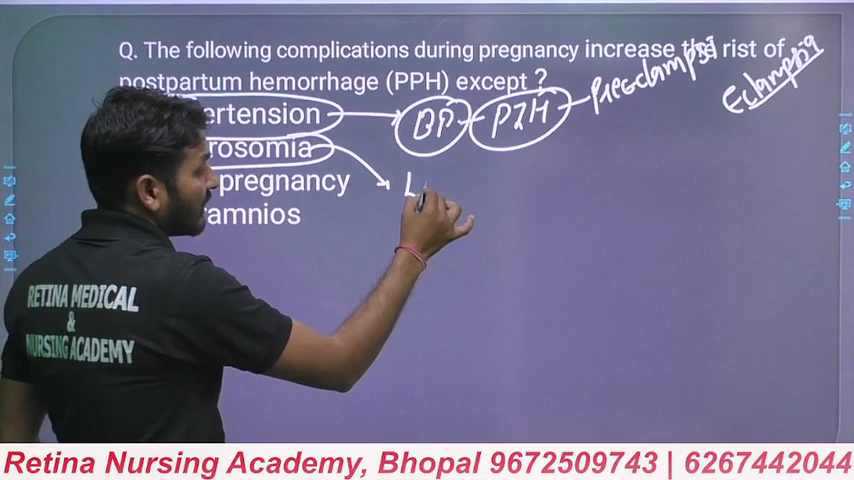 Q. The following complications during pregnancy increase the rist of
postpartum hemorrhage (PPH) except ?
ertension
BP PIH Preeclampsia
Eclampsia
rosomia
L
pregnancy
ramnios
RETINA MEDICAL
&
NURSING ACADEMY
Retina Nursing Academy, Bhopal 9672509743 | 6267442044